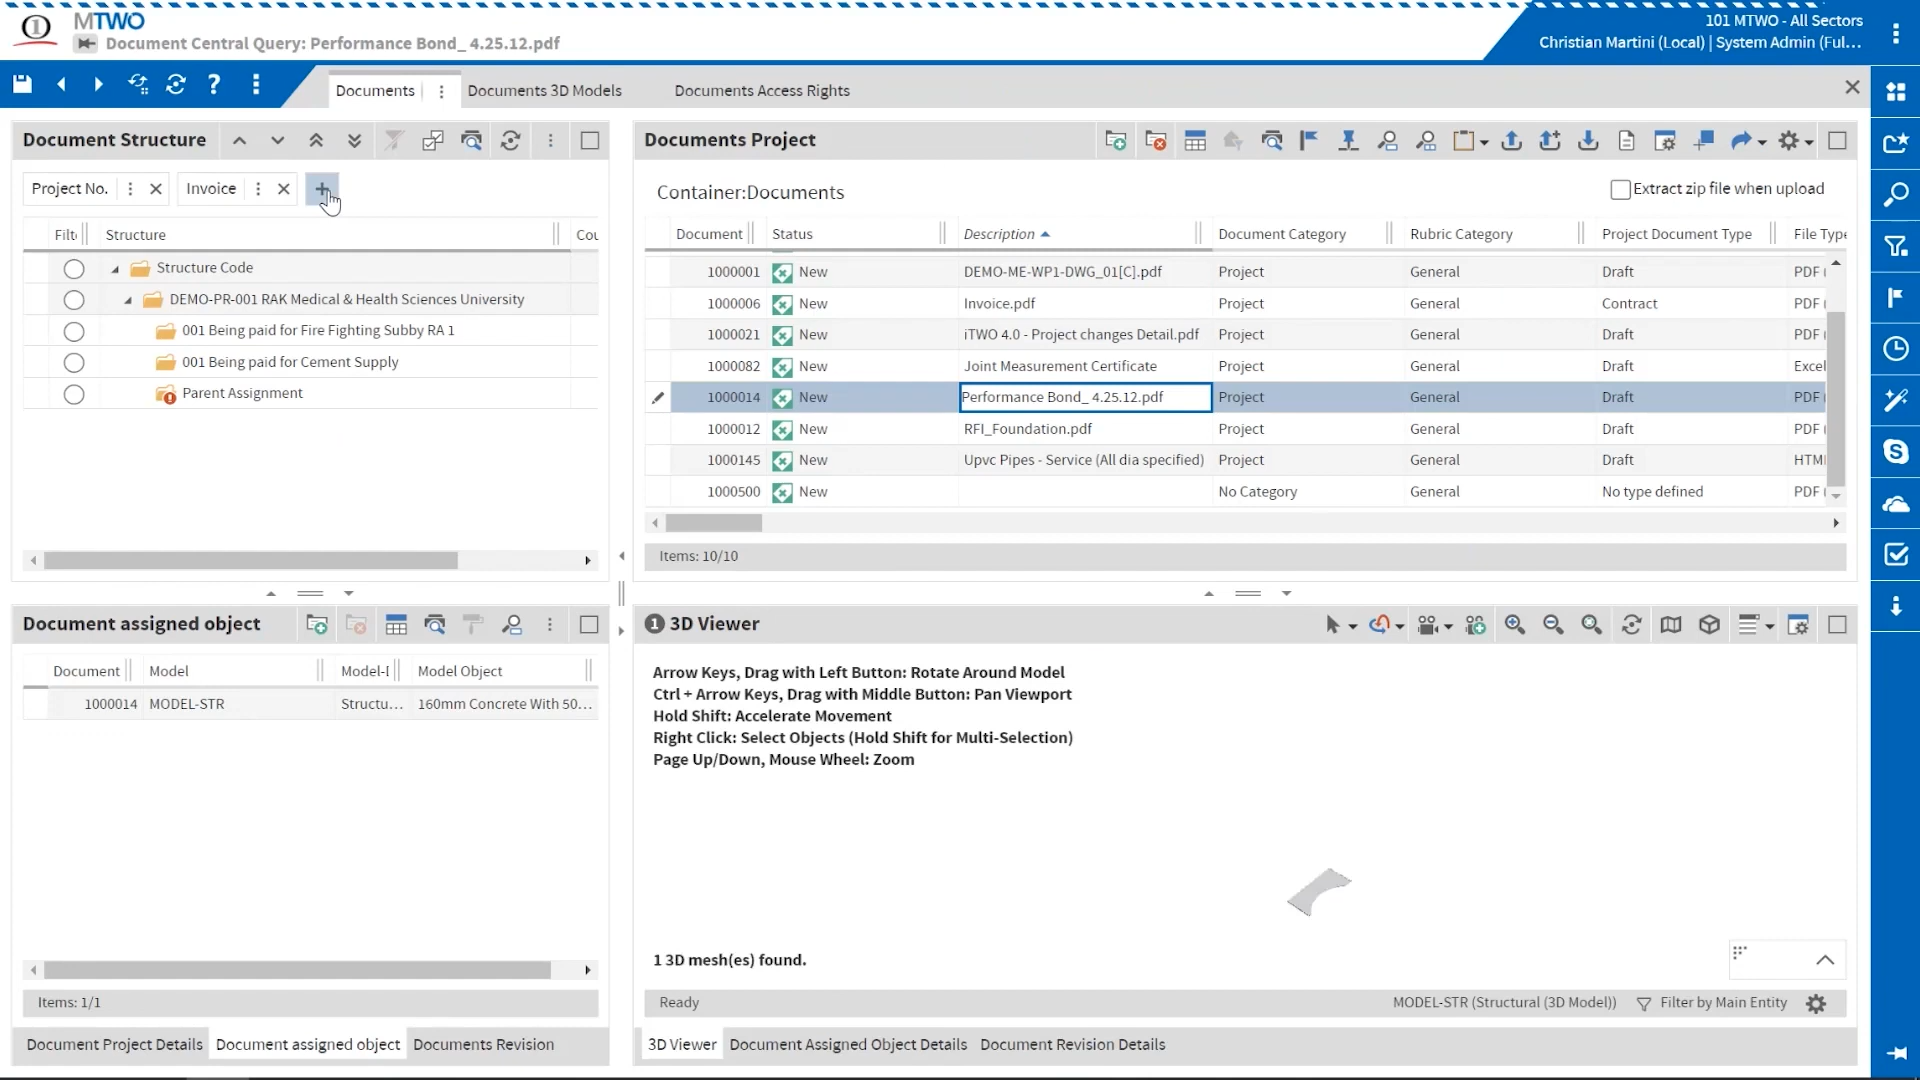 MTWO
Document Central Query: Performance Bond_ 4.25.12.pdf
101 MTWO - All Sectors
Christian Martini (Local) | System Admin (Ful...
Documents
Documents 3D Models
Documents Access Rights
Document Structure
Project No.
Invoice
Filte
Structure
Cou
Structure Code
DEMO-PR-001 RAK Medical & Health Sciences University
001 Being paid for Fire Fighting Subby RA 1
001 Being paid for Cement Supply
Parent Assignment
Documents Project
Container:Documents
Extract zip file when upload
Document Status Description Document Category Rubric Category Project Document Type File Type
1000001 New DEMO-ME-WP1-DWG_01[C].pdf Project General Draft PDF (
1000006 New Invoice.pdf Project General Contract PDF (
1000021 New iTWO 4.0 - Project changes Detail.pdf Project General Draft PDF (
1000082 New Joint Measurement Certificate Project General Draft Excel
1000014 New Performance Bond_ 4.25.12.pdf Project General Draft PDF (
1000012 New RFI_Foundation.pdf Project General Draft PDF (
1000145 New Upvc Pipes - Service (All dia specified) Project General Draft HTML
1000500 New No Category General No type defined PDF (
Items: 10/10
Document assigned object
Document Model Model-I Model Object
1000014 MODEL-STR Structu... 160mm Concrete With 50...
Items: 1/1
Document Project Details
Document assigned object
Documents Revision
1 3D Viewer
Arrow Keys, Drag with Left Button: Rotate Around Model
Ctrl + Arrow Keys, Drag with Middle Button: Pan Viewport
Hold Shift: Accelerate Movement
Right Click: Select Objects (Hold Shift for Multi-Selection)
Page Up/Down, Mouse Wheel: Zoom
1 3D mesh(es) found.
Ready
MODEL-STR (Structural (3D Model))
Filter by Main Entity
3D Viewer
Document Assigned Object Details
Document Revision Details